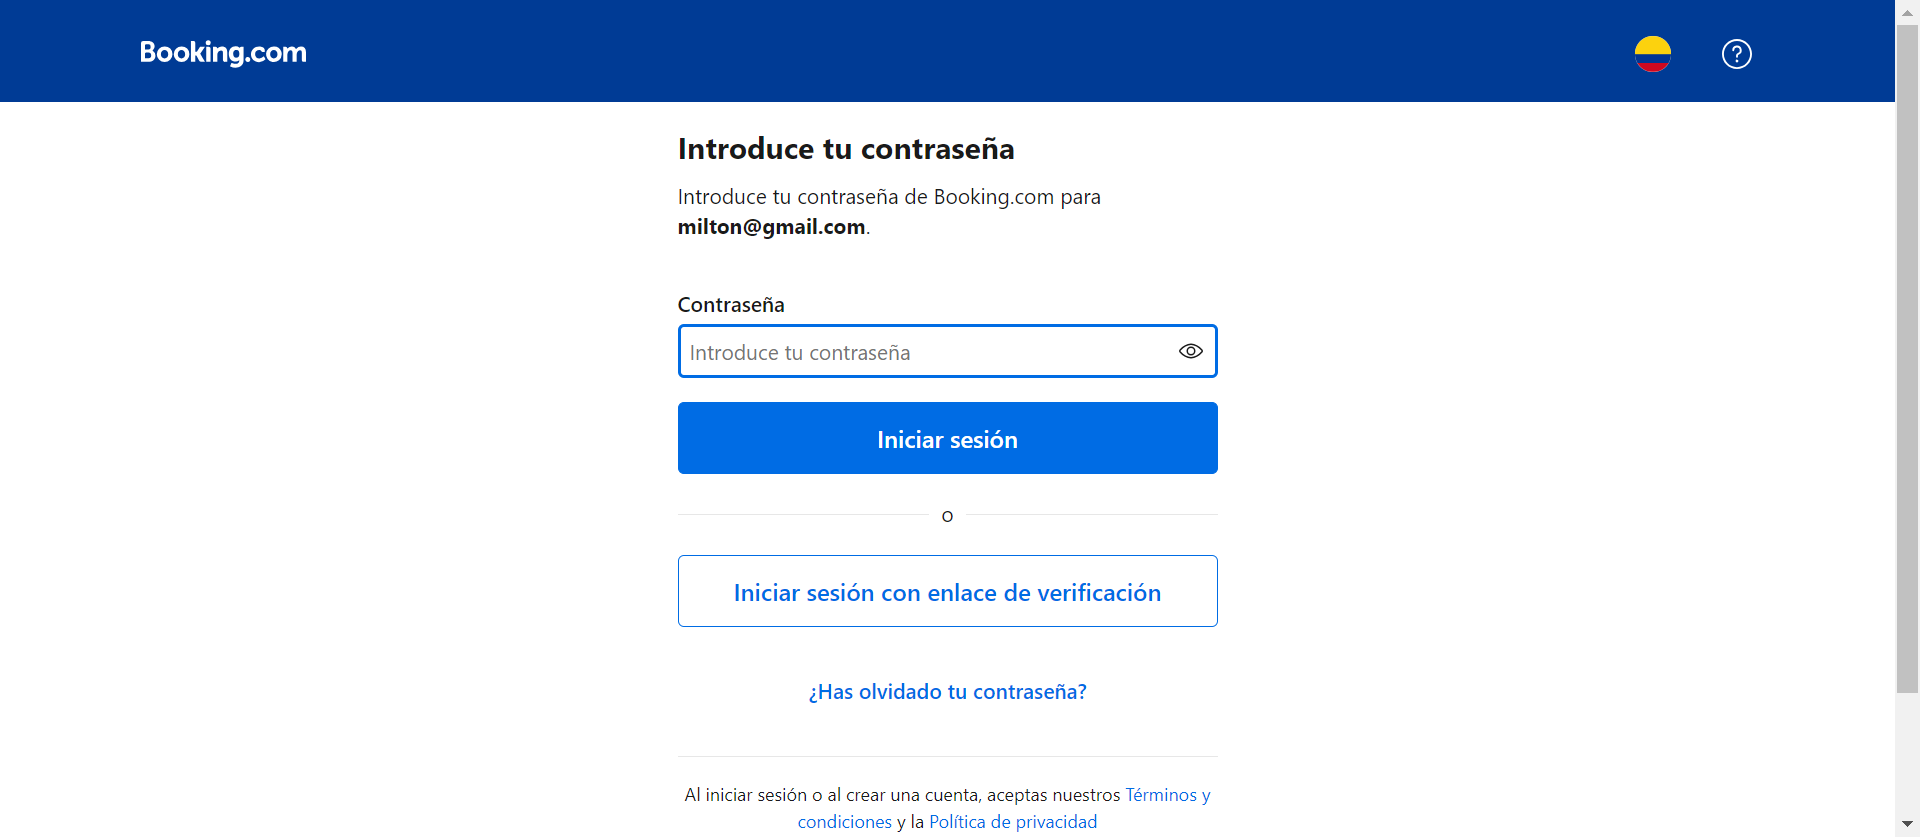 Booking.com
?
Introduce tu contraseña
Introduce tu contraseña de Booking.com para
milton@gmail.com.
Contraseña
Introduce tu contraseña
Iniciar sesión
o
Iniciar sesión con enlace de verificación
¿Has olvidado tu contraseña?
Al iniciar sesión o al crear una cuenta, aceptas nuestros Términos y
condiciones y la Política de privacidad